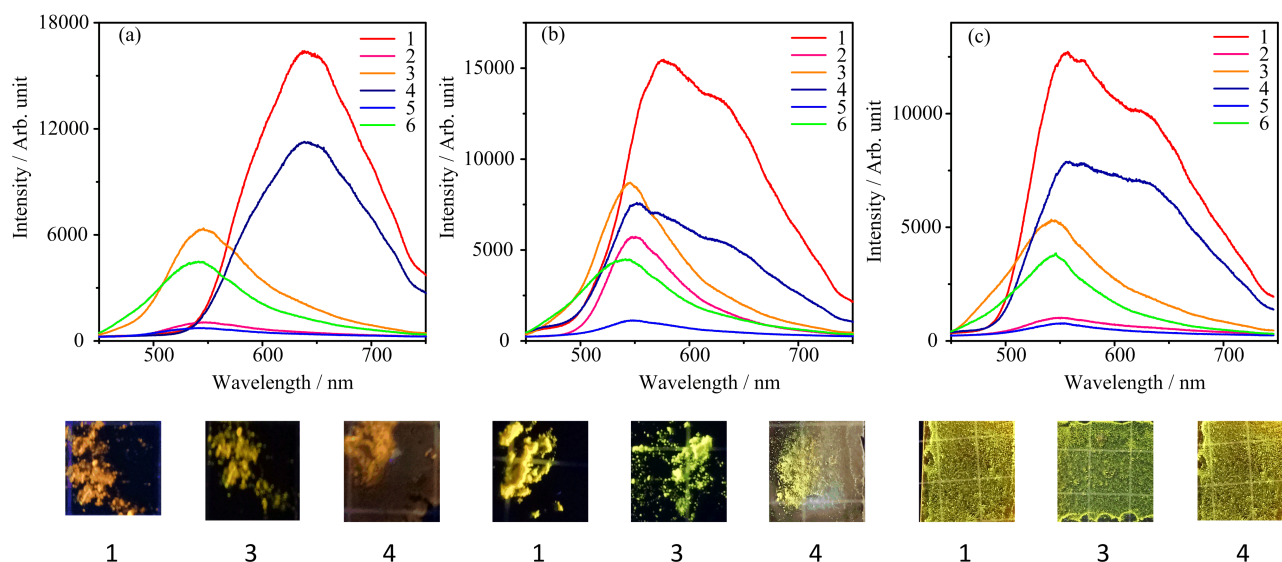 (a)
1
2
3
4
5
6
18000
12000
6000
0
Intensity / Arb. unit
500 600 700
Wavelength / nm
(b)
1
2
3
4
5
6
15000
10000
5000
0
Intensity / Arb. unit
500 600 700
Wavelength / nm
(c)
1
2
3
4
5
6
10000
5000
0
Intensity / Arb. unit
500 600 700
Wavelength / nm
1 3 4 1 3 4 1 3 4